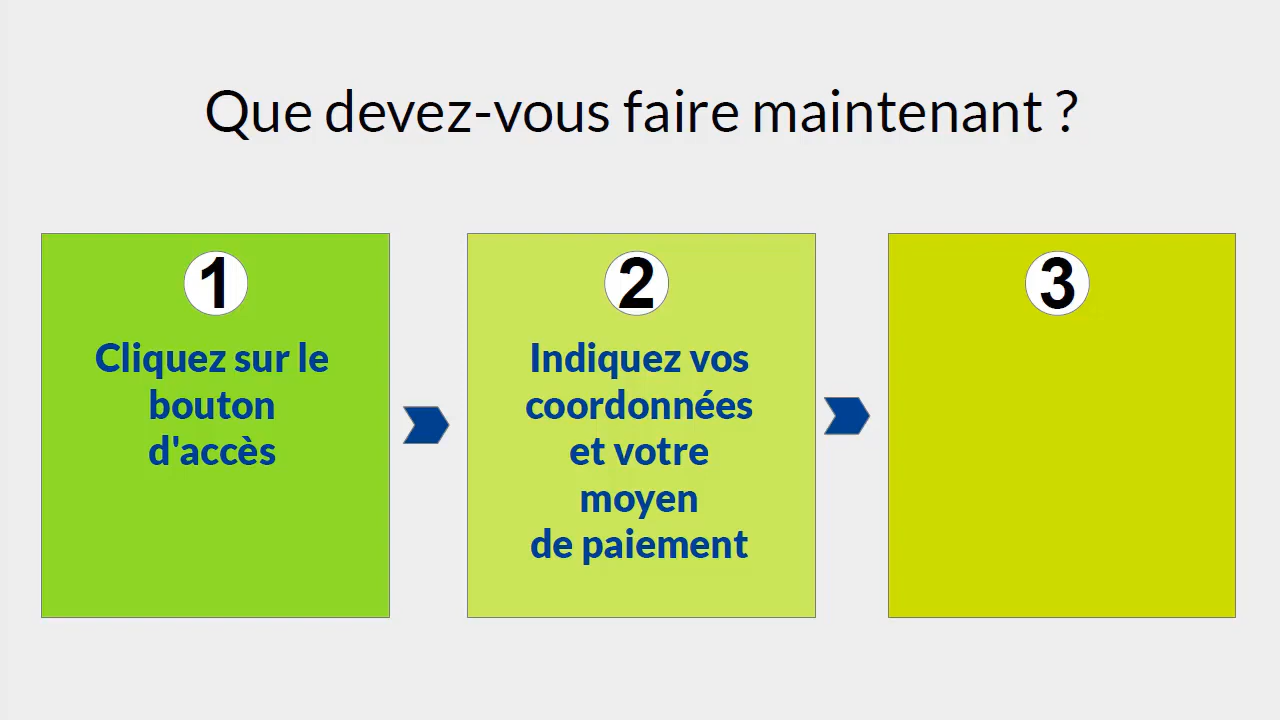 Que devez-vous faire maintenant ?
1
Cliquez sur le
bouton
d'accès
2
Indiquez vos
coordonnées
et votre
moyen
de paiement
3